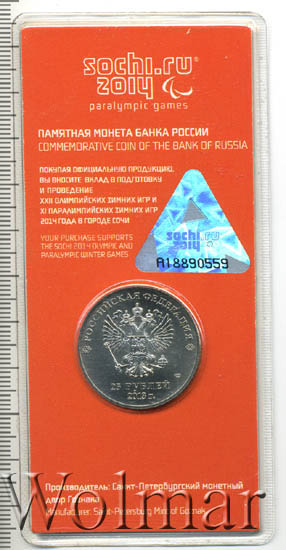 sochi.ru
2014
paralympic games
ПАМЯТНАЯ МОНЕТА БАНКА РОССИИ
COMMEMORATIVE COIN OF THE BANK OF RUSSIA
ПОКУПАЯ ОФИЦИАЛЬНУЮ ПРОДУКЦИЮ,
ВЫ ВНОСИТЕ ВКЛАД В ПОДГОТОВКУ
И ПРОВЕДЕНИЕ
XXII ОЛИМПИЙСКИХ ЗИМНИХ ИГР И
XI ПАРАЛИМПИЙСКИХ ЗИМНИХ ИГР
2014 ГОДА В ГОРОДЕ СОЧИ
YOUR PURCHASE SUPPORTS
THE SOCHI 2014 OLYMPIC AND
PARALYMPIC WINTER GAMES
sochi.ru
2014
A18890559
РОССИЙСКАЯ ФЕДЕРАЦИЯ
25 РУБЛЕЙ
2013 г.
Производитель: Санкт-Петербургский монетный
двор Гознака
Manufacturer: Saint-Petersburg Mint of Goznak
Wolmar